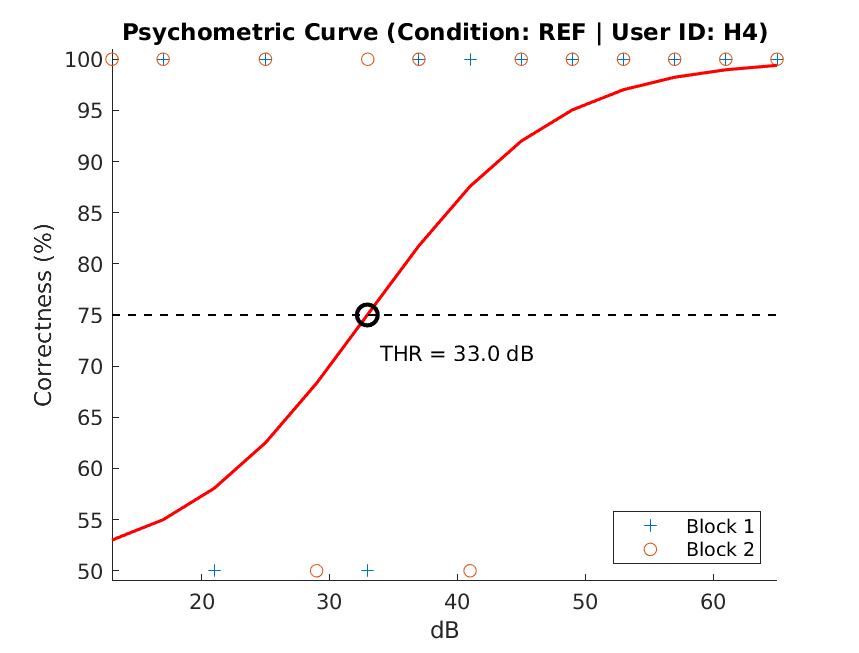 Psychometric Curve (Condition: REF | User ID: H4)
100
95
90
85
80
75
70
65
60
55
50
Correctness (%)
THR = 33.0 dB
Block 1
Block 2
20 30 40 50 60
dB